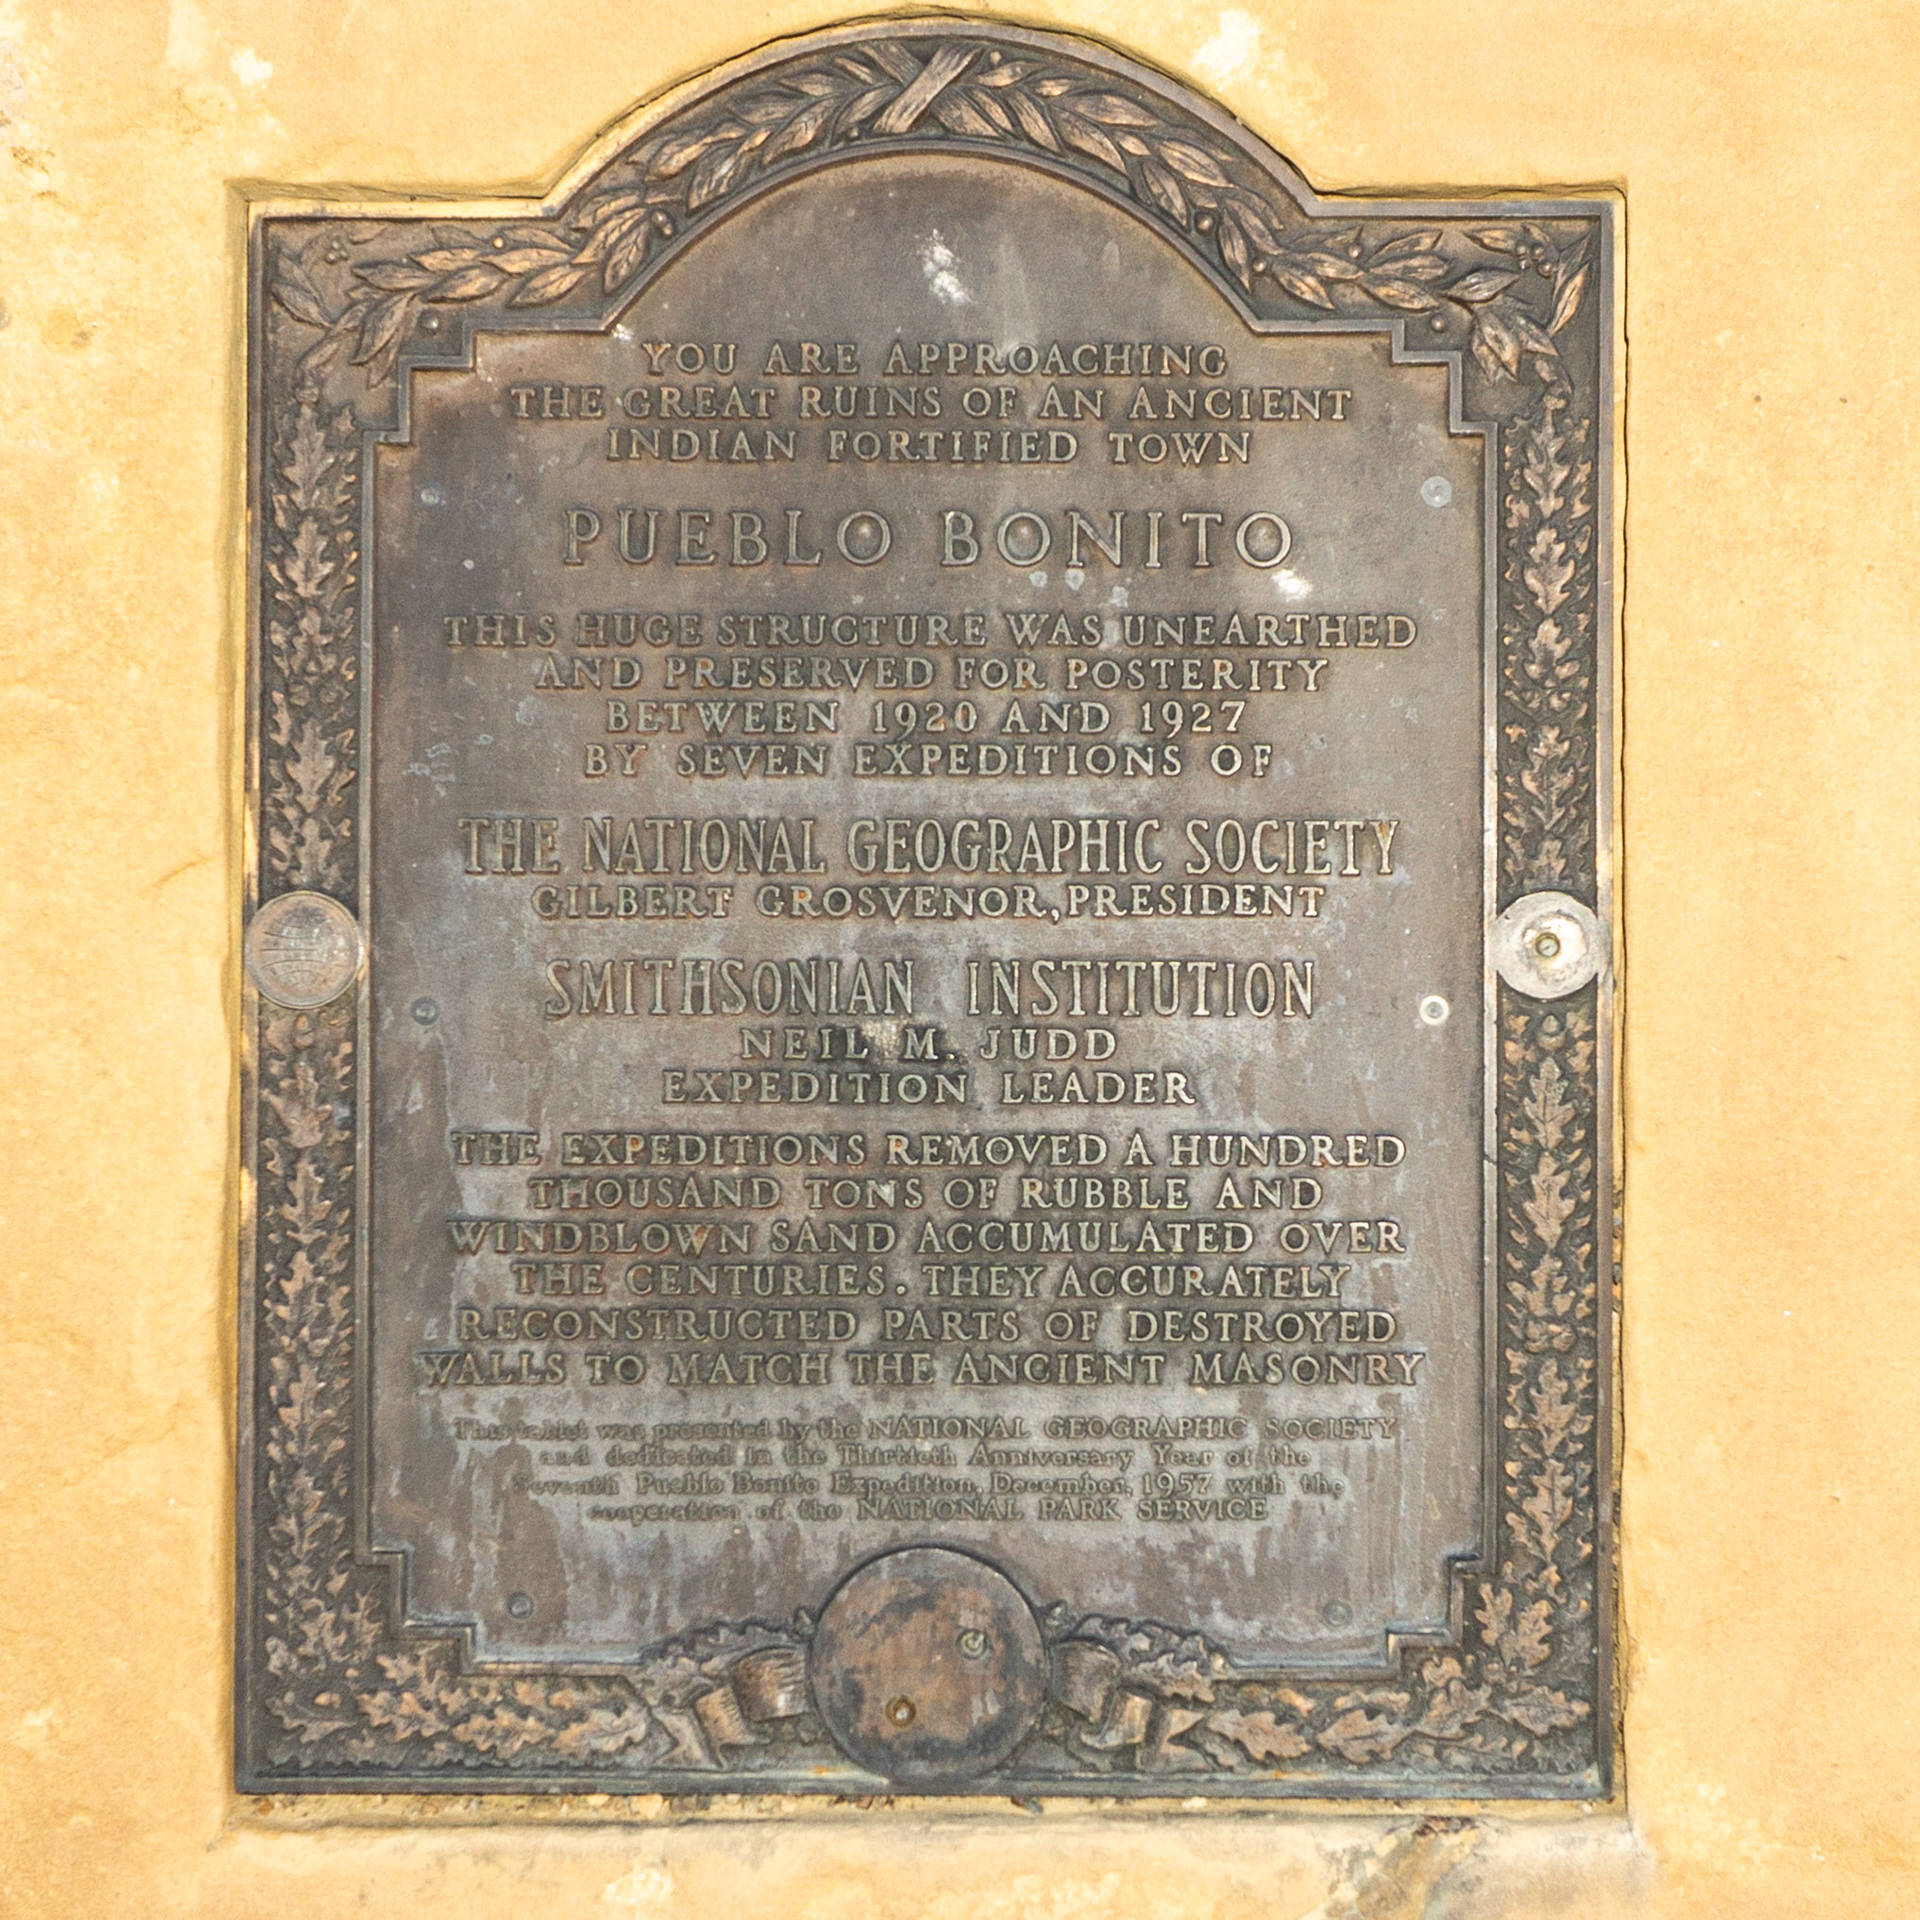 YOU ARE APPROACHING
THE GREAT RUINS OF AN ANCIENT
INDIAN FORTIFIED TOWN
PUEBLO BONITO
THIS HUGE STRUCTURE WAS UNEARTHED
AND PRESERVED FOR POSTERITY
BETWEEN 1920 AND 1927
BY SEVEN EXPEDITIONS OF
THE NATIONAL GEOGRAPHIC SOCIETY
GILBERT GROSVENOR, PRESIDENT
SMITHSONIAN INSTITUTION
NEIL M. JUDD
EXPEDITION LEADER
THE EXPEDITIONS REMOVED A HUNDRED
THOUSAND TONS OF RUBBLE AND
WINDBLOWN SAND ACCUMULATED OVER
THE CENTURIES. THEY ACCURATELY
RECONSTRUCTED PARTS OF DESTROYED
WALLS TO MATCH THE ANCIENT MASONRY
This tablet was presented by the NATIONAL GEOGRAPHIC SOCIETY
and dedicated in the Thirtieth Anniversary Year of the
Seventh Pueblo Bonito Expedition, December, 1957 with the
cooperation of the NATIONAL PARK SERVICE